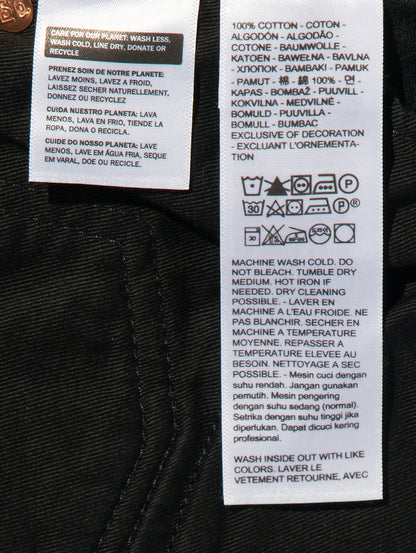 CARE FOR OUR PLANET: WASH LESS,
WASH COLD, LINE DRY, DONATE OR
RECYCLE
PRENEZ SOIN DE NOTRE PLANETE:
LAVEZ MOINS, LAVEZ A FROID,
LAISSEZ SECHER NATURELLEMENT,
DONNEZ OU RECYCLEZ
CUIDA NUESTRO PLANETA: LAVA
MENOS, LAVA EN FRIO, TIENDE LA
ROPA, DONA O RECICLA.
CUIDE DO NOSSO PLANETA: LAVE
MENOS, LAVE EM ÁGUA FRIA, SEQUE
EM VARAL, DOE OU RECICLE.
100% COTTON - COTON -
ALGODÓN - ALGODÃO -
COTONE - BAUMWOLLE -
KATOEN - BAWEŁNA - BAVLNA
- ХЛОПОК - BAMBAKI - PAMUK
- PAMUT - 棉 - 綿 100% - 면 -
KAPAS - BOMBAŽ - PUUVILL -
KOKVILNA - MEDVILNĖ -
BOMULD - PUUVILLA -
BOMULL - BUMBAC
EXCLUSIVE OF DECORATION
- EXCLUANT L'ORNEMENTA-
TION
P
30 P ®
30
MACHINE WASH COLD. DO
NOT BLEACH. TUMBLE DRY
MEDIUM. HOT IRON IF
NEEDED. DRY CLEANING
POSSIBLE. - LAVER EN
MACHINE A L'EAU FROIDE. NE
PAS BLANCHIR. SECHER EN
MACHINE A TEMPERATURE
MOYENNE. REPASSER A
TEMPERATURE ELEVEE AU
BESOIN. NETTOYAGE A SEC
POSSIBLE. - Mesin cuci dengan
suhu rendah. Jangan gunakan
pemutih. Mesin pengering
dengan suhu sedang (normal).
Setrika dengan suhu tinggi jika
diperlukan. Dapat dicuci kering
profesional.
WASH INSIDE OUT WITH LIKE
COLORS. LAVER LE
VETEMENT RETOURNE, AVEC